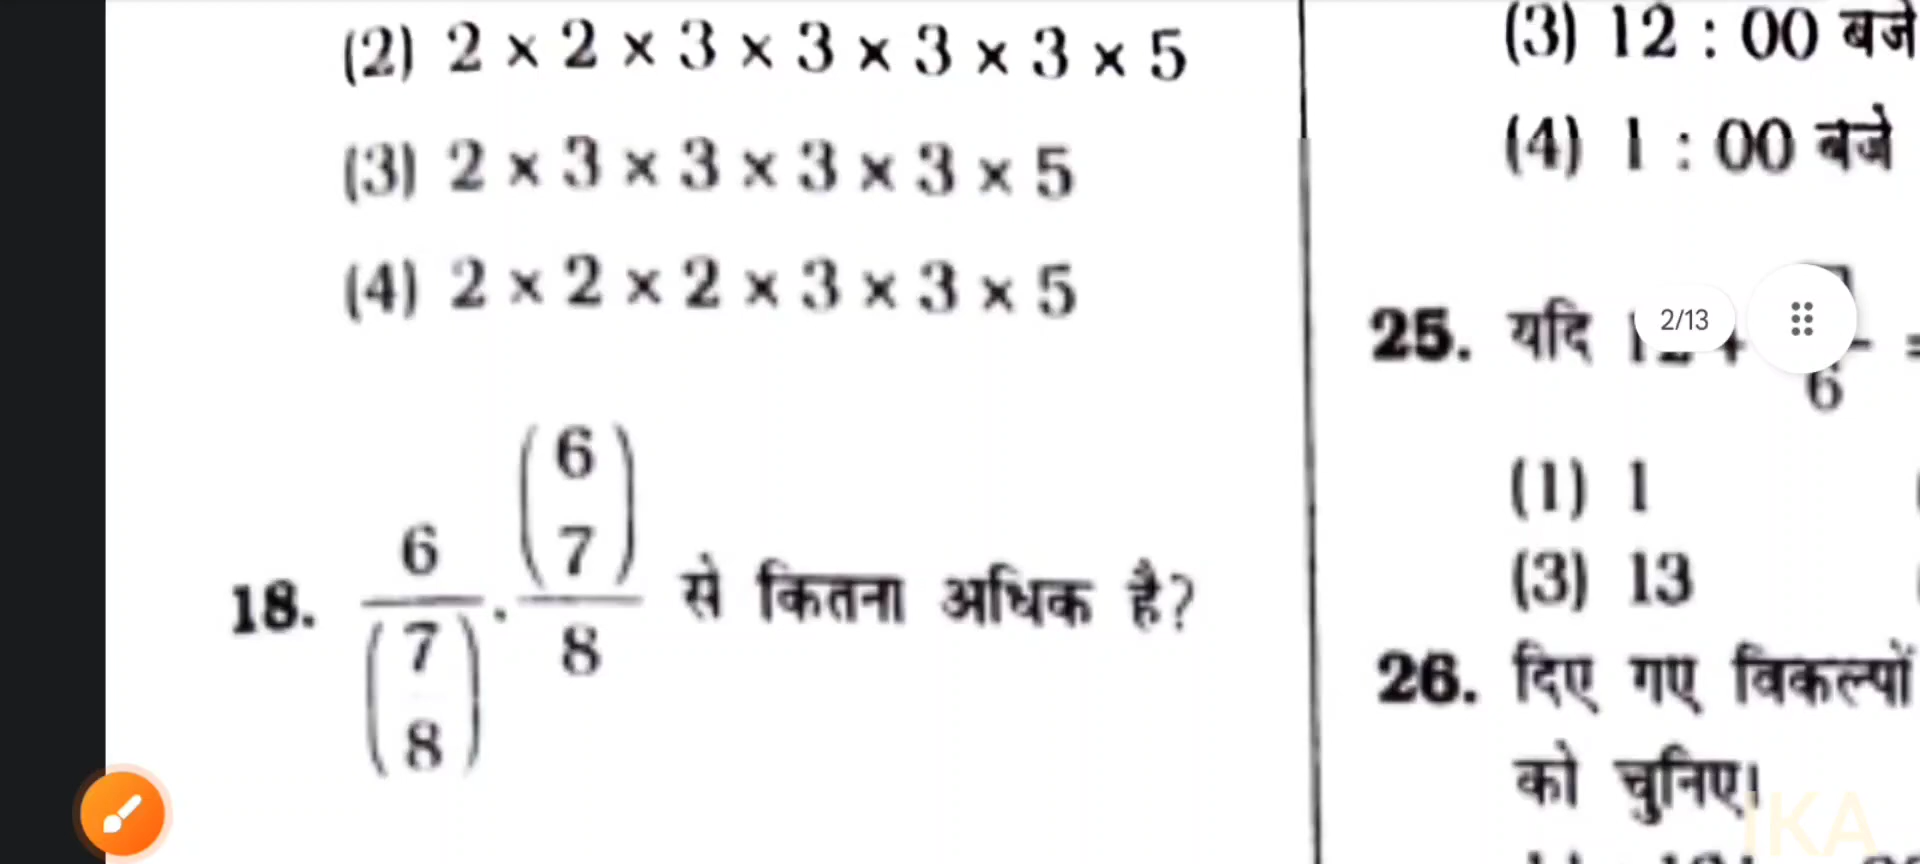 (2) 2 × 2 × 3 × 3 × 3 × 3 × 5
(3) 2 × 3 × 3 × 3 × 3 × 5
(4) 2 × 2 × 2 × 3 × 3 × 5
18. 6/(7/8) . (6/7)/8 से कितना अधिक है?
(3) 12 : 00 बजे
(4) 1 : 00 बजे
2/13
25. यदि
6
(1) 1
(3) 13
26. दिए गए विकल्पों
को चुनिए।
KA